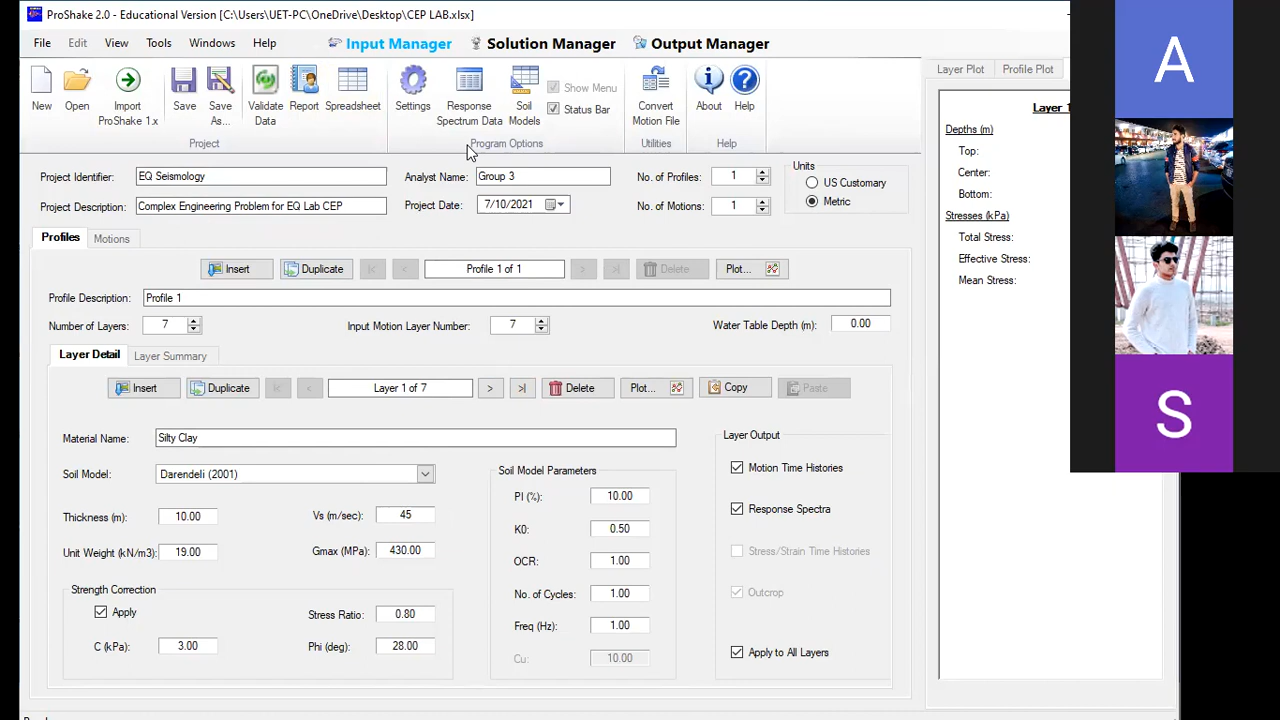 ProShake 2.0 - Educational Version [C:\Users\UET-PC\OneDrive\Desktop\CEP LAB.xlsx]
File Edit View Tools Windows Help Input Manager Solution Manager Output Manager
New Open Import ProShake 1.x Save Save As... Validate Data Report Spreadsheet Settings Response Spectrum Data Soil Models Show Menu Status Bar Convert Motion File About Help
Project Program Options Utilities Help
Layer Plot Profile Plot
Project Identifier: EQ Seismology Analyst Name: Group 3 No. of Profiles: 1 Units
US Customary
Project Description: Complex Engineering Problem for EQ Lab CEP Project Date: 7/10/2021 No. of Motions: 1 Metric
Profiles Motions
Insert Duplicate |< < Profile 1 of 1 > >| Delete Plot...
Profile Description: Profile 1
Number of Layers: 7 Input Motion Layer Number: 7 Water Table Depth (m): 0.00
Layer Detail Layer Summary
Insert Duplicate |< < Layer 1 of 7 > >| Delete Plot... Copy Paste
Material Name: Silty Clay
Soil Model: Darendeli (2001)
Thickness (m): 10.00 Vs (m/sec): 45
Unit Weight (kN/m3): 19.00 Gmax (MPa): 430.00
Strength Correction
Apply Stress Ratio: 0.80
C (kPa): 3.00 Phi (deg): 28.00
Soil Model Parameters
PI (%): 10.00
K0: 0.50
OCR: 1.00
No. of Cycles: 1.00
Freq (Hz): 1.00
Cu: 10.00
Layer Output
Motion Time Histories
Response Spectra
Stress/Strain Time Histories
Outcrop
Apply to All Layers
Layer 1
Depths (m)
Top:
Center:
Bottom:
Stresses (kPa)
Total Stress:
Effective Stress:
Mean Stress:
A
S